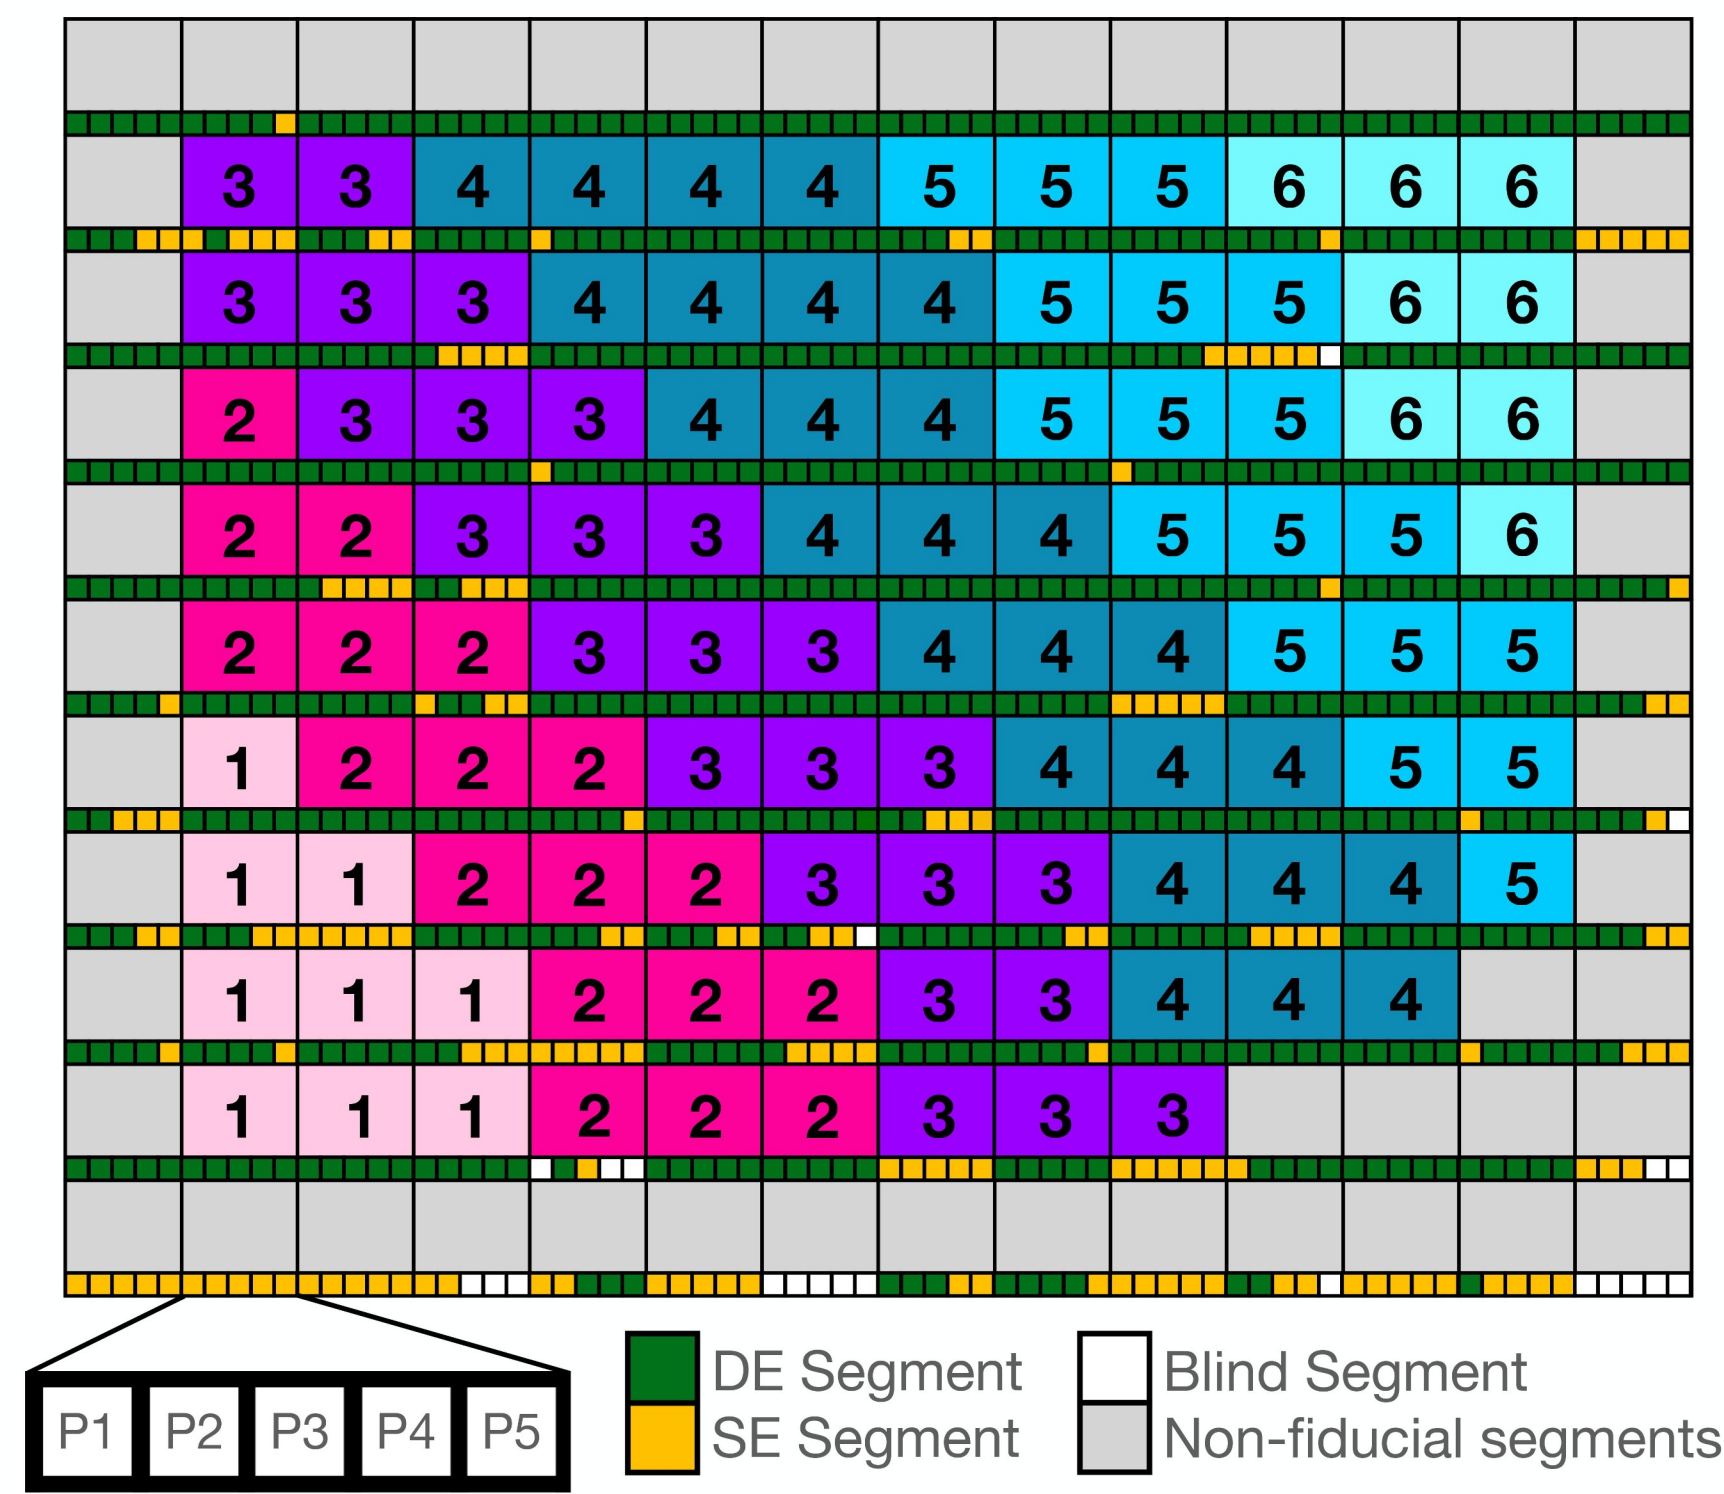 3 3 4 4 4 4 5 5 5 6 6 6
3 3 3 4 4 4 4 5 5 5 6 6
2 3 3 3 4 4 4 5 5 5 6 6
2 2 3 3 3 4 4 4 5 5 5 6
2 2 2 3 3 3 4 4 4 5 5 5
1 2 2 2 3 3 3 4 4 4 5 5
1 1 2 2 2 3 3 3 4 4 4 5
1 1 1 2 2 2 3 3 4 4 4
1 1 1 2 2 2 3 3 3
DE Segment Blind Segment
P1 P2 P3 P4 P5 SE Segment Non-fiducial segments